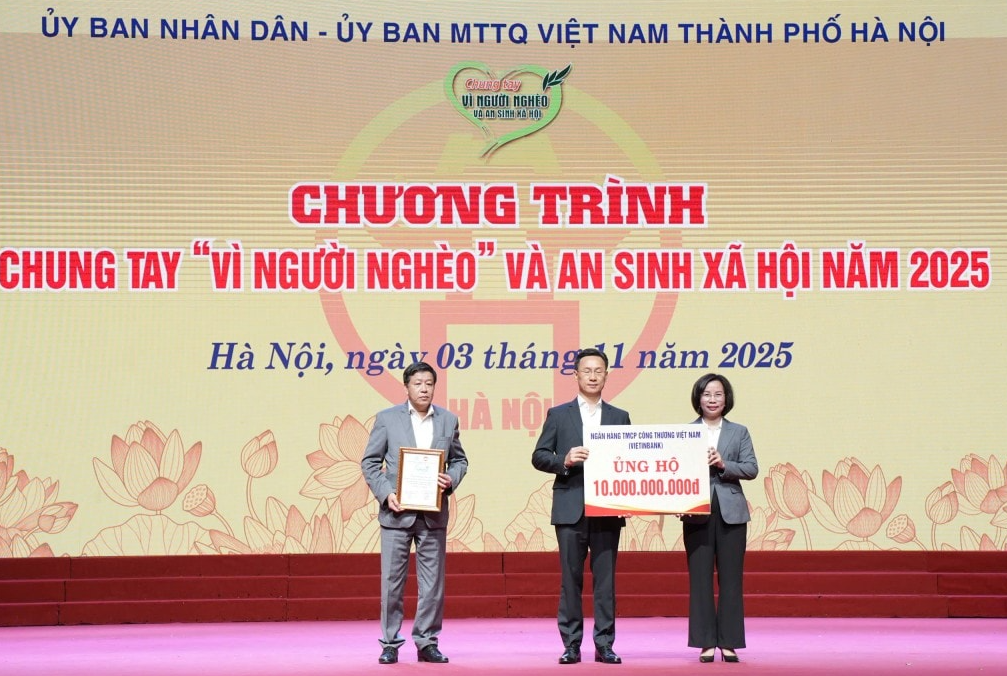 ỦY BAN NHÂN DÂN - ỦY BAN MTTQ VIỆT NAM THÀNH PHỐ HÀ NỘI
Chung tay
VÌ NGƯỜI NGHÈO
VÀ AN SINH XÃ HỘI
CHƯƠNG TRÌNH
CHUNG TAY “VÌ NGƯỜI NGHÈO” VÀ AN SINH XÃ HỘI NĂM 2025
Hà Nội, ngày 03 tháng 11 năm 2025
HÀ NỘI
NGÂN HÀNG TMCP CÔNG THƯƠNG VIỆT NAM
(VIETINBANK)
ỦNG HỘ
10.000.000.000đ